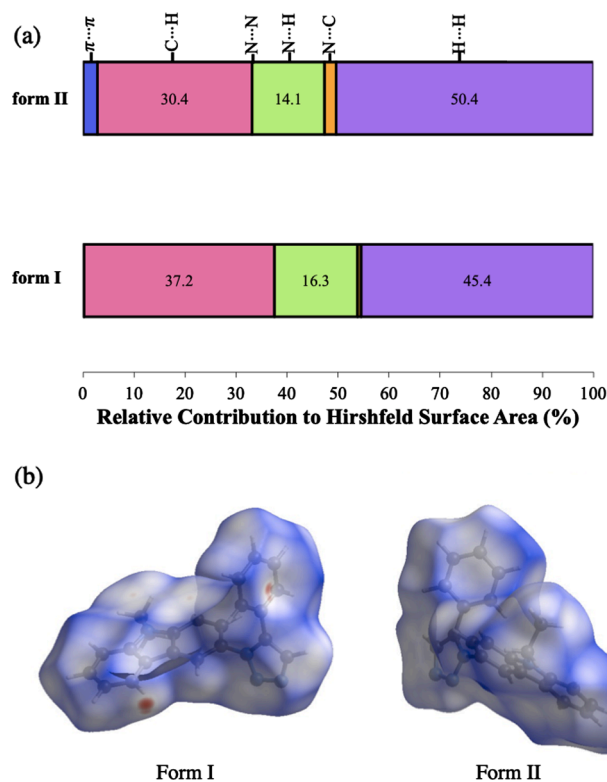 (a)
π···π
C···H
N···N
N···H
N···C
H···H
form II
30.4
14.1
50.4
form I
37.2
16.3
45.4
0 10 20 30 40 50 60 70 80 90 100
Relative Contribution to Hirshfeld Surface Area (%)
(b)
Form I
Form II